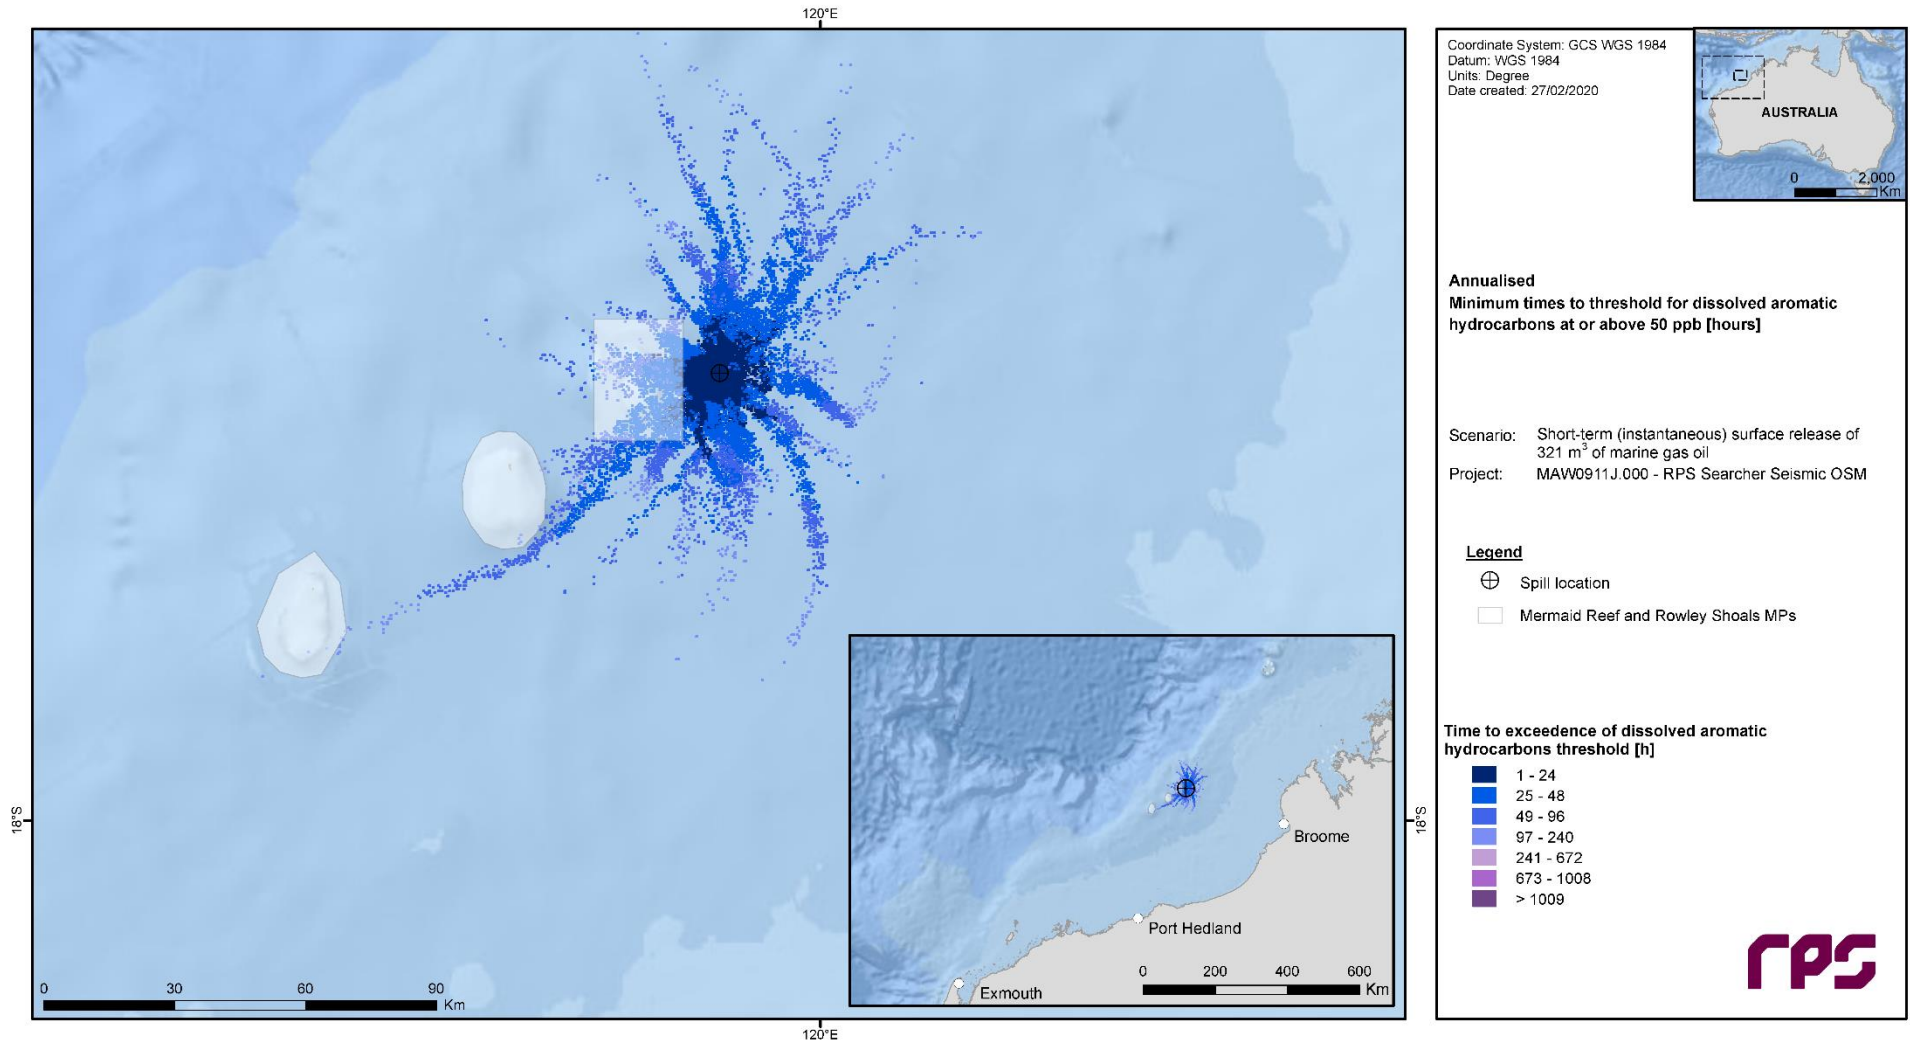 120°E
18°S
18°S
0 30 60 90
Km
120°E
Broome
Port Hedland
Exmouth
0 200 400 600
Km
Coordinate System: GCS WGS 1984
Datum: WGS 1984
Units: Degree
Date created: 27/02/2020
AUSTRALIA
0 2,000
Km
Annualised
Minimum times to threshold for dissolved aromatic
hydrocarbons at or above 50 ppb [hours]
Scenario: Short-term (instantaneous) surface release of
321 m³ of marine gas oil
Project: MAW0911J.000 - RPS Searcher Seismic OSM
Legend
Spill location
Mermaid Reef and Rowley Shoals MPs
Time to exceedence of dissolved aromatic
hydrocarbons threshold [h]
1 - 24
25 - 48
49 - 96
97 - 240
241 - 672
673 - 1008
> 1009
rps